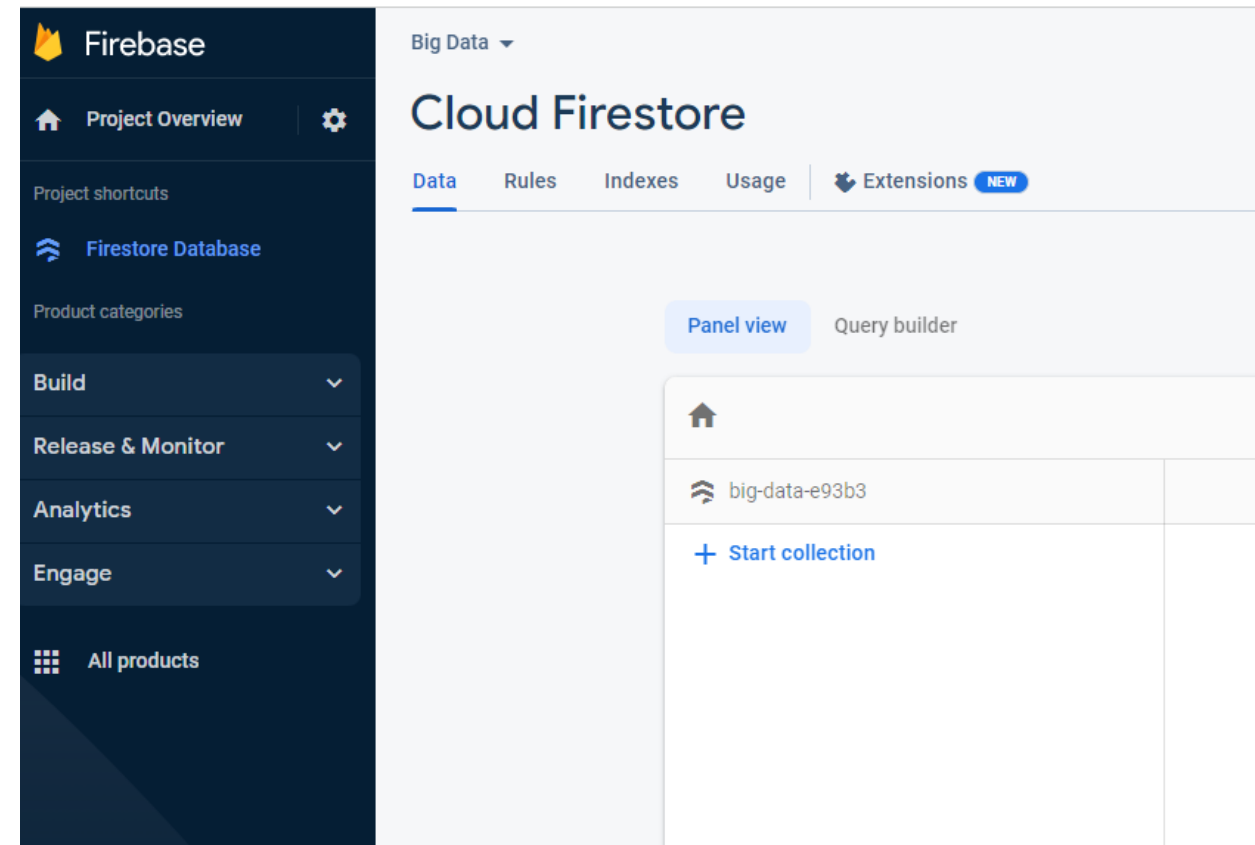 Firebase
Project Overview
Project shortcuts
Firestore Database
Product categories
Build
Release & Monitor
Analytics
Engage
All products
Big Data
Cloud Firestore
Data Rules Indexes Usage Extensions NEW
Panel view Query builder
big-data-e93b3
+ Start collection